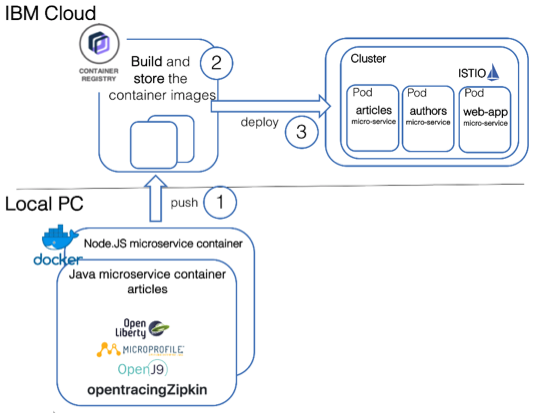 IBM Cloud
CONTAINER
REGISTRY
Build and
store the
container images
2
deploy
3
Cluster
ISTIO
Pod
articles
micro-service
Pod
authors
micro-service
Pod
web-app
micro-service
push
1
Local PC
docker
Node.JS microservice container
Java microservice container
articles
Open
Liberty
MICROPROFILE
OpenJ9
opentracingZipkin